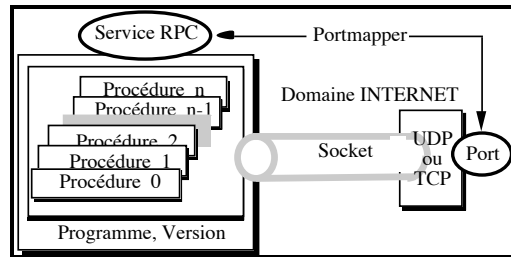 Service RPC
Portmapper
Procédure n
Procédure n-1
Procédure 2
Procédure 1
Procédure 0
Domaine INTERNET
Socket
UDP
ou
TCP
Port
Programme, Version